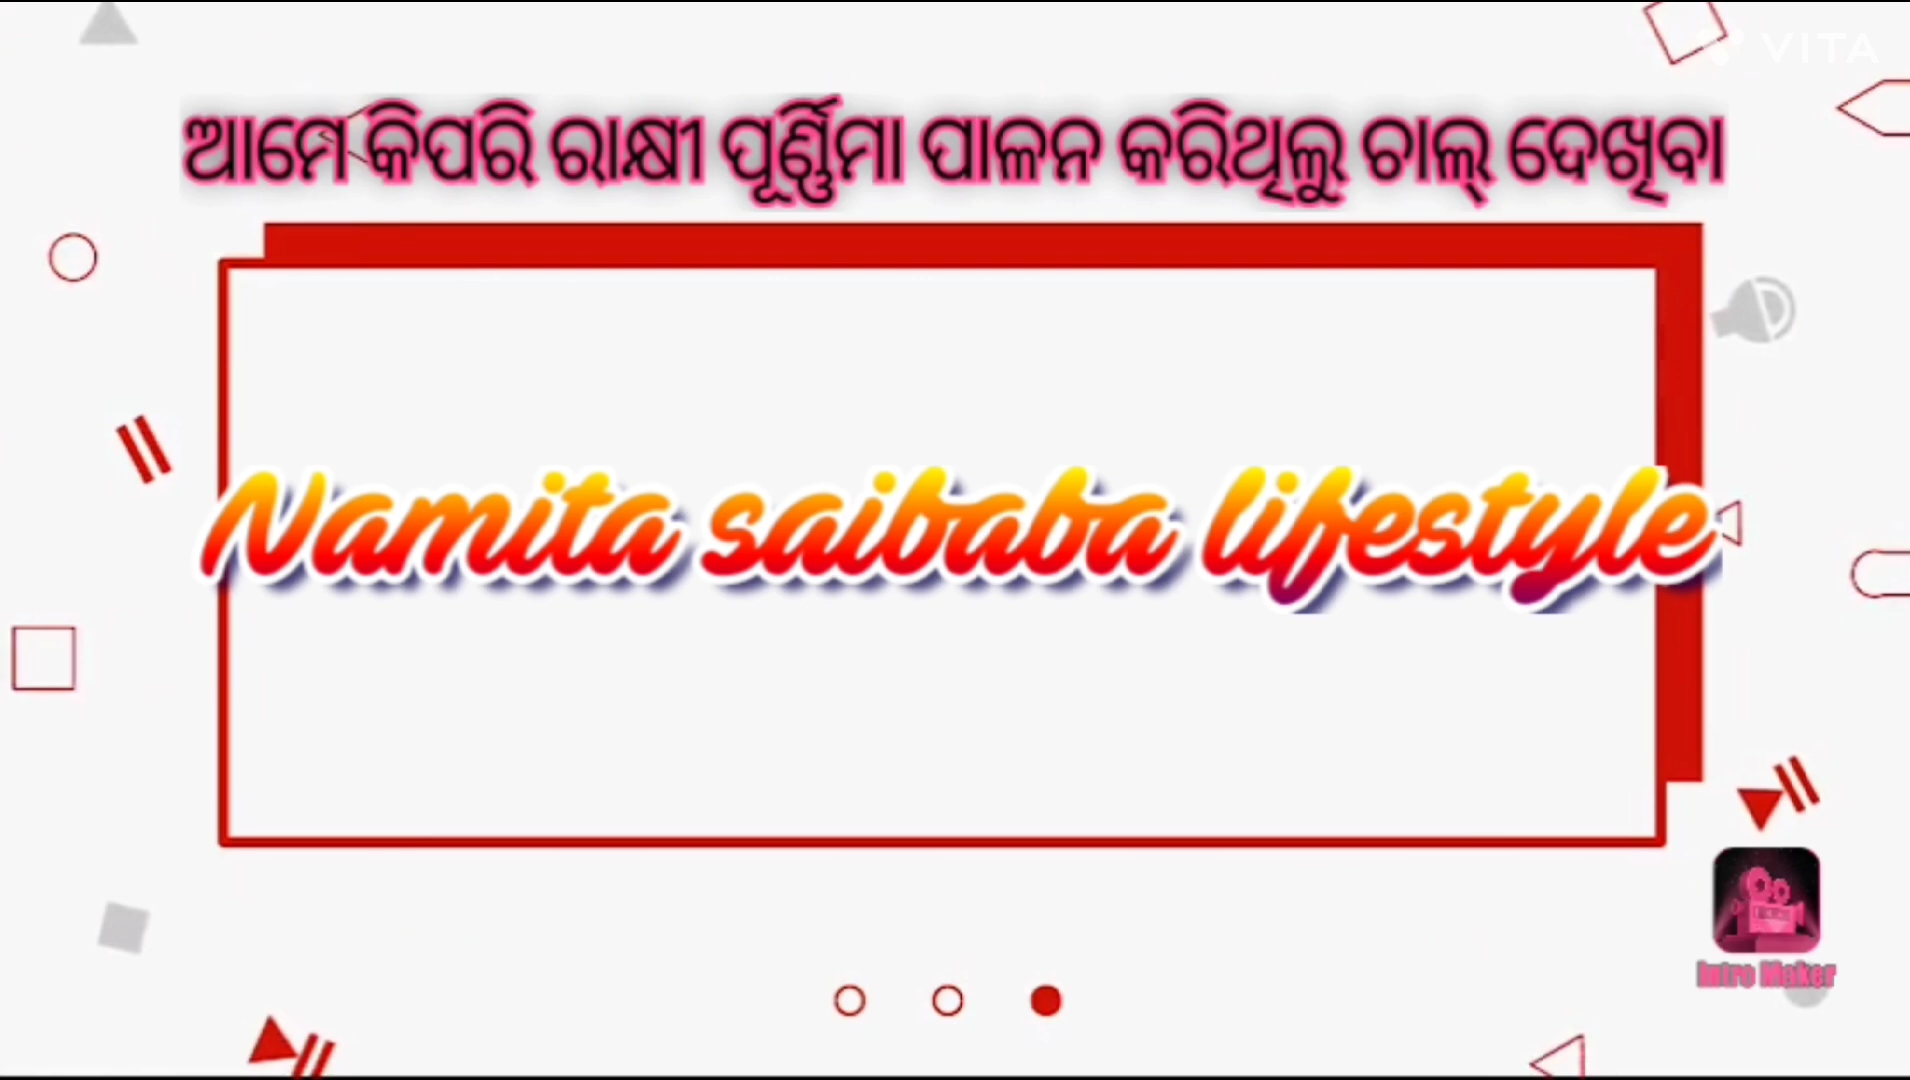 VITA
ଆମେ କିପରି ରାକ୍ଷୀ ପୂର୍ଣ୍ଣିମା ପାଳନ କରିଥିଲୁ ଚାଲ୍ ଦେଖିବା
Namita saibaba lifestyle
Intro Maker